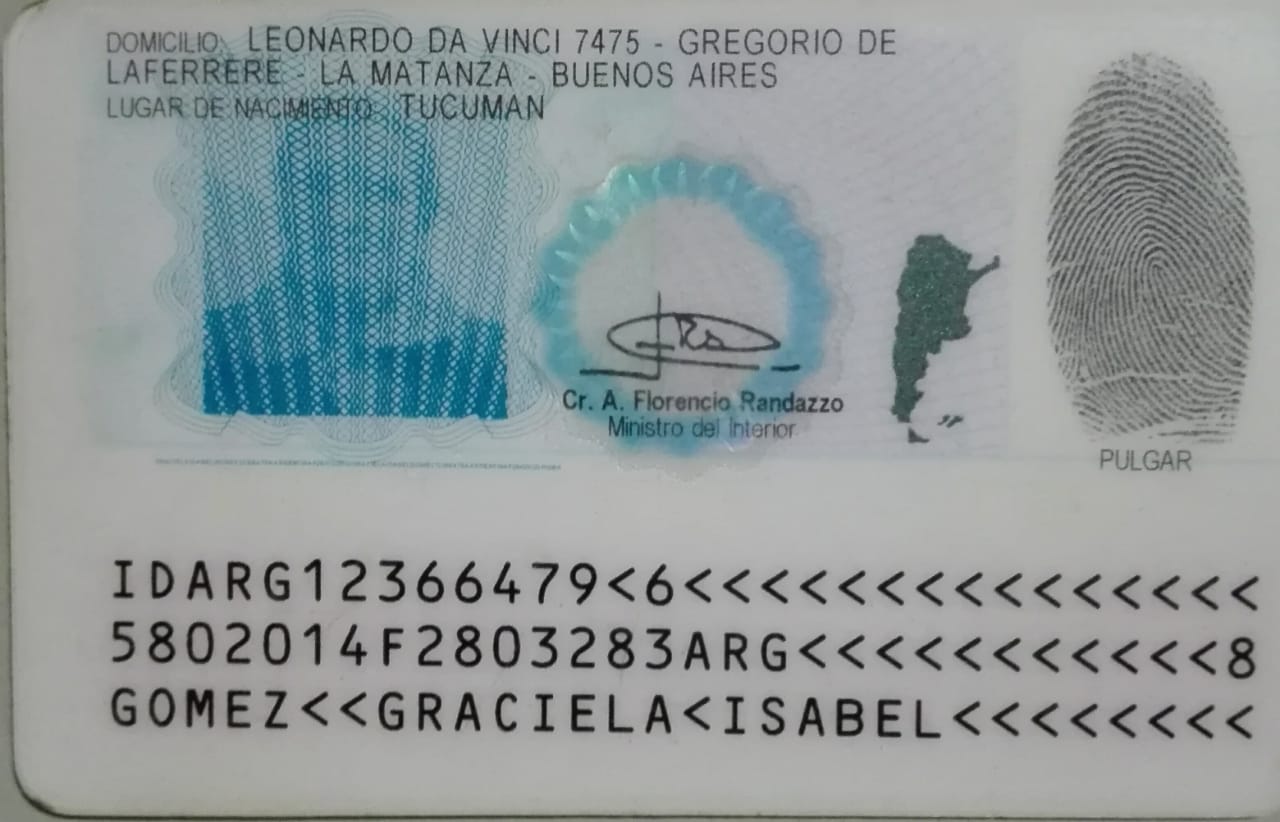 DOMICILIO: LEONARDO DA VINCI 7475 - GREGORIO DE
LAFERRERE - LA MATANZA - BUENOS AIRES
LUGAR DE NACIMIENTO: TUCUMAN
Cr. A. Florencio Randazzo
Ministro del Interior
PULGAR
IDARG12366479<6<<<<<<<<<<<<<<<
5802014F2803283ARG<<<<<<<<<<<8
GOMEZ<<GRACIELA<ISABEL<<<<<<<<